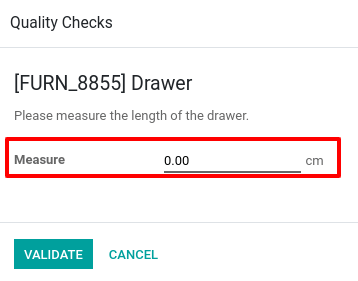 Quality Checks
[FURN_8855] Drawer
Please measure the length of the drawer.
Measure 0.00 cm
VALIDATE CANCEL